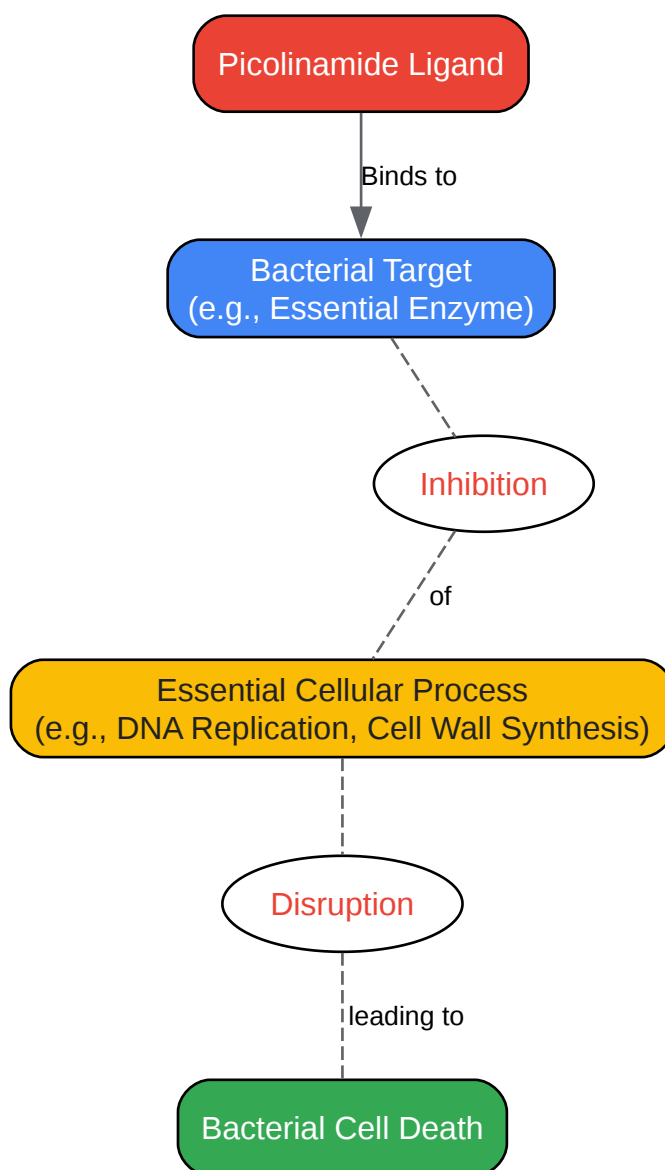 Picolinamide Ligand
Binds to
Bacterial Target
(e.g., Essential Enzyme)
Inhibition
of
Essential Cellular Process
(e.g., DNA Replication, Cell Wall Synthesis)
Disruption
leading to
Bacterial Cell Death